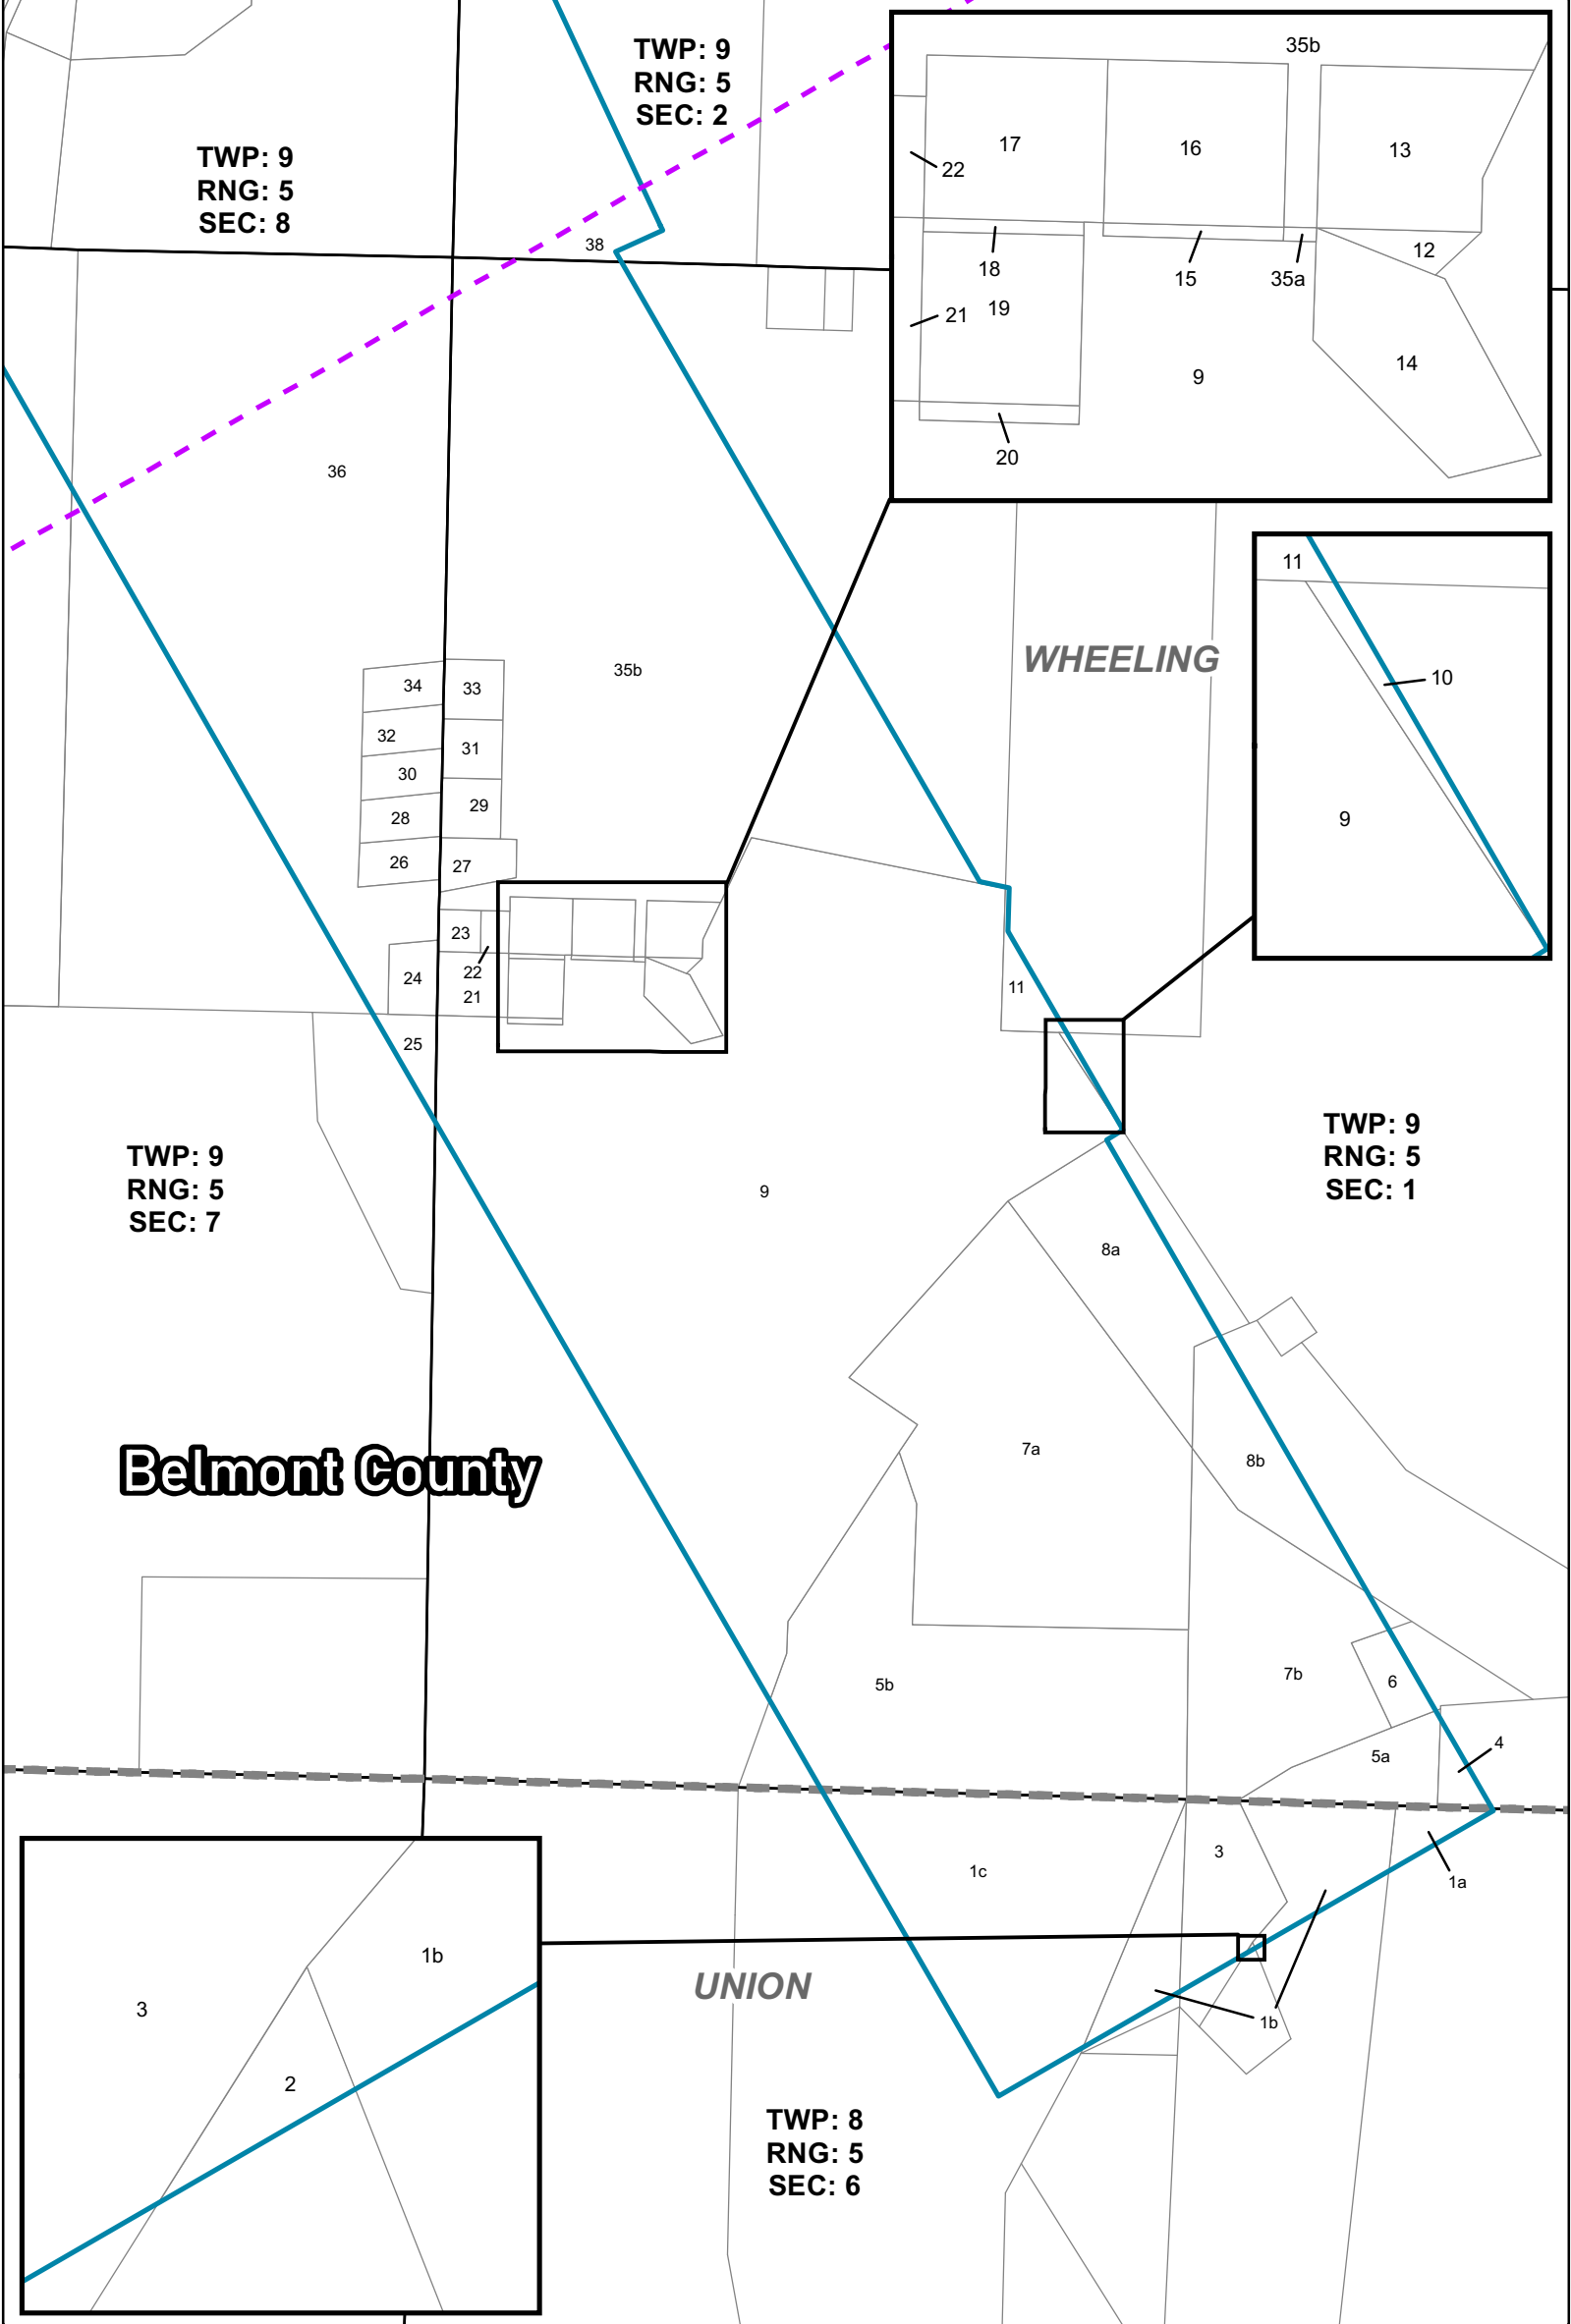 TWP: 9
RNG: 5
SEC: 2
TWP: 9
RNG: 5
SEC: 8
38
35b
17
16
13
22
18
15
35a
12
21
19
9
14
20
36
35b
WHEELING
11
10
9
34
33
32
31
30
29
28
27
26
23
22
24
21
25
11
TWP: 9
RNG: 5
SEC: 7
9
TWP: 9
RNG: 5
SEC: 1
8a
7a
8b
Belmont County
5b
7b
6
4
5a
3
1c
1a
1b
UNION
1b
3
2
TWP: 8
RNG: 5
SEC: 6